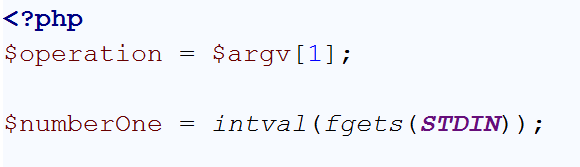 <?php
$operation = $argv[1];
$numberOne = intval(fgets(STDIN));